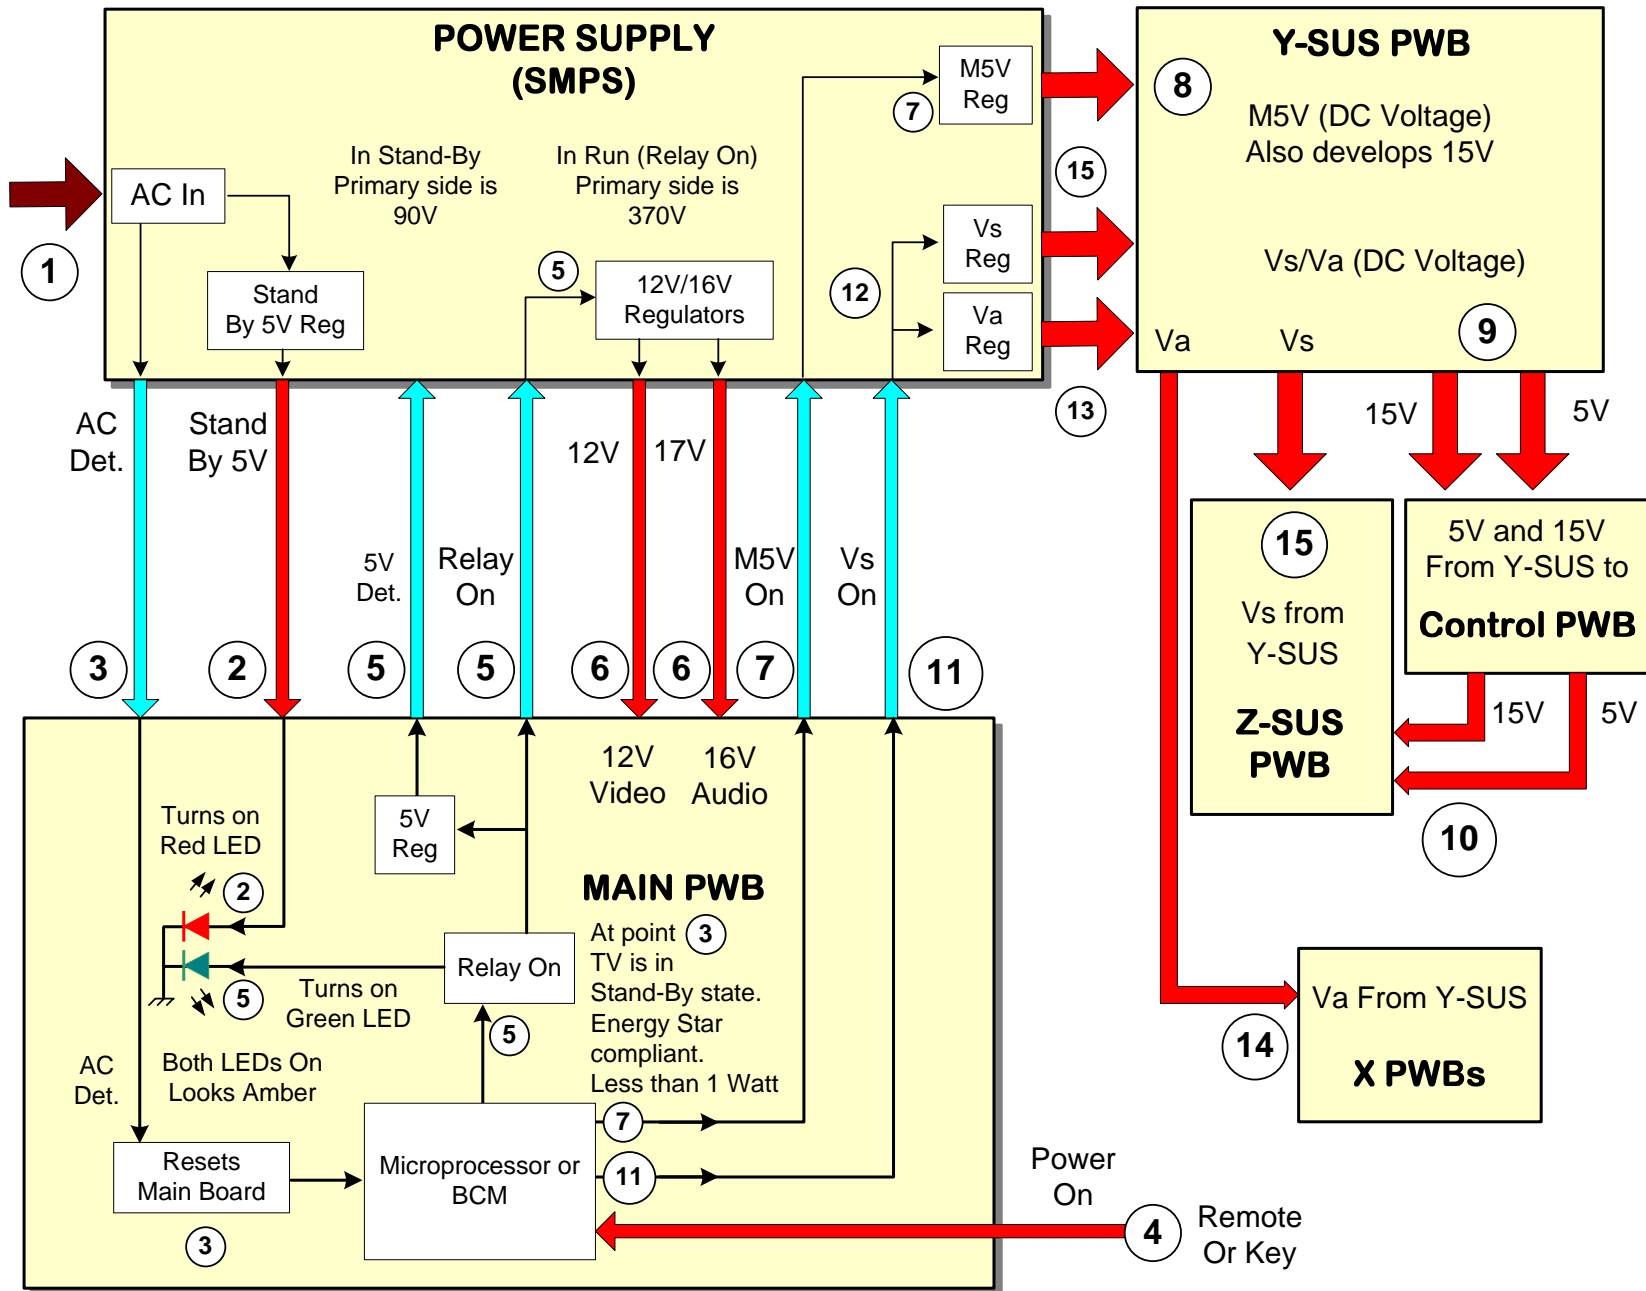 POWER SUPPLY
(SMPS)
M5V
Reg
7
In Stand-By
Primary side is
90V
In Run (Relay On)
Primary side is
370V
AC In
1
Stand
By 5V Reg
5
12V/16V
Regulators
12
Vs
Reg
Va
Reg
15
13
Y-SUS PWB
8
M5V (DC Voltage)
Also develops 15V
Vs/Va (DC Voltage)
9
Va
Vs
15V
5V
AC
Det.
Stand
By 5V
5V
Det.
Relay
On
12V
17V
M5V
On
Vs
On
3
2
5
5
6
6
7
11
15
Vs from
Y-SUS
Z-SUS
PWB
5V and 15V
From Y-SUS to
Control PWB
15V
5V
10
12V
Video
16V
Audio
5V
Reg
Turns on
Red LED
2
MAIN PWB
At point 3
TV is in
Stand-By state.
Energy Star
compliant.
Less than 1 Watt
Relay On
5
Turns on
Green LED
5
AC
Det.
Both LEDs On
Looks Amber
Resets
Main Board
3
Microprocessor or
BCM
7
11
Power
On
4
Remote
Or Key
14
Va From Y-SUS
X PWBs